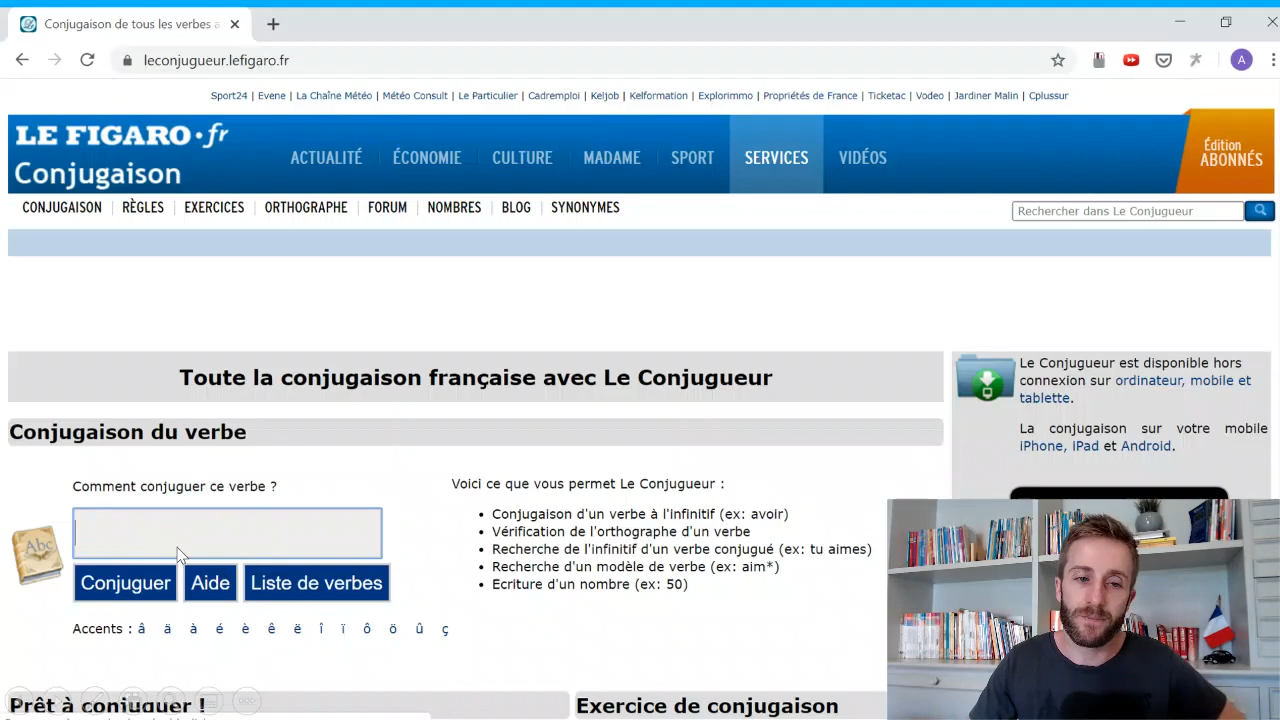 Conjugaison de tous les verbes a
leconjugueur.lefigaro.fr
A
Sport24 | Evene | La Chaîne Météo | Météo Consult | Le Particulier | Cadremploi | Keljob | Kelformation | Explorimmo | Propriétés de France | Ticketac | Vodeo | Jardiner Malin | Cplussur
LE FIGARO·fr
Conjugaison
ACTUALITÉ ÉCONOMIE CULTURE MADAME SPORT SERVICES VIDÉOS
Édition
ABONNÉS
CONJUGAISON RÈGLES EXERCICES ORTHOGRAPHE FORUM NOMBRES BLOG SYNONYMES
Rechercher dans Le Conjugueur
Toute la conjugaison française avec Le Conjugueur
Conjugaison du verbe
Comment conjuguer ce verbe ?
Abc
Conjuguer Aide Liste de verbes
Accents : â ä à é è ê ë î ï ô ö û ç
Voici ce que vous permet Le Conjugueur :
• Conjugaison d'un verbe à l'infinitif (ex: avoir)
• Vérification de l'orthographe d'un verbe
• Recherche de l'infinitif d'un verbe conjugué (ex: tu aimes)
• Recherche d'un modèle de verbe (ex: aim*)
• Ecriture d'un nombre (ex: 50)
Le Conjugueur est disponible hors
connexion sur ordinateur, mobile et
tablette.
La conjugaison sur votre mobile
iPhone, iPad et Android.
Prêt à conjuguer !
Exercice de conjugaison